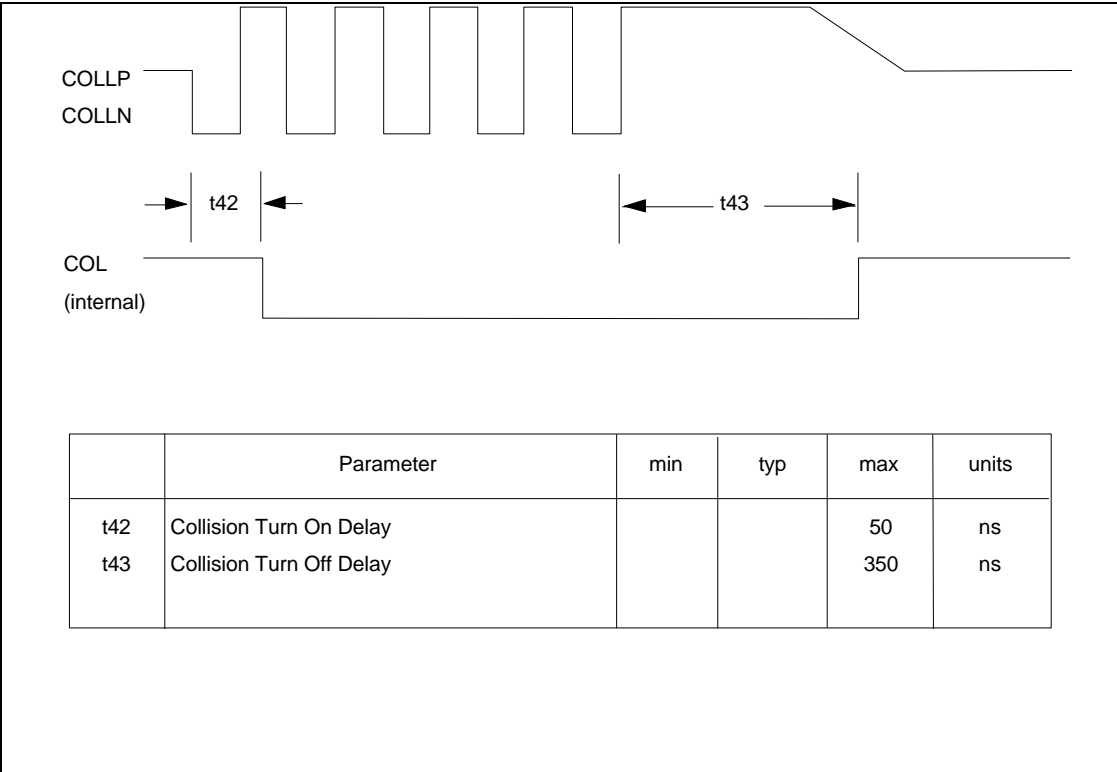 COLLP
COLLN
t42
t43
COL
(internal)
Parameter min typ max units
t42 Collision Turn On Delay 50 ns
t43 Collision Turn Off Delay 350 ns